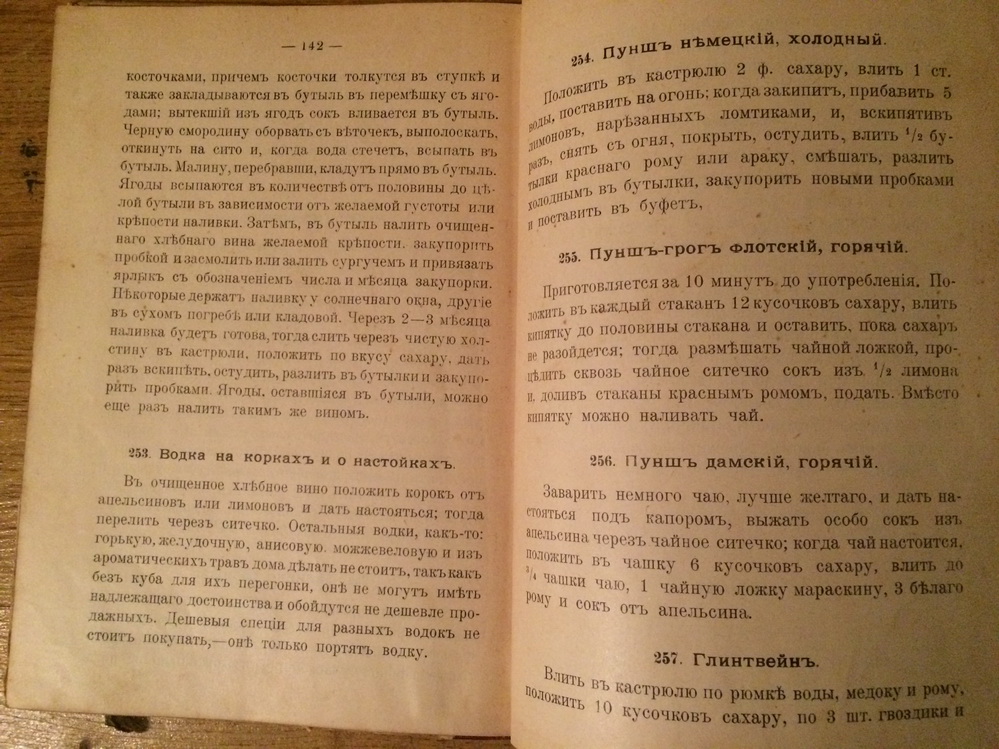 — 142 —
косточками, причемъ косточки толкутся въ ступкѣ и
также закладываются въ бутыль въ перемѣшку съ яго-
дами; вытекшій изъ ягодъ сокъ вливается въ бутыль.
Черную смородину оборвать съ вѣточекъ, выполоскать,
откинуть на сито и, когда вода стечетъ, всыпать въ
бутыль. Малину, перебравши, кладутъ прямо въ бутыль.
Ягоды всыпаются въ количествѣ отъ половины до цѣ-
лой бутыли въ зависимости отъ желаемой густоты или
крѣпости наливки. Затѣмъ, въ бутыль налить очищен-
наго хлѣбнаго вина желаемой крѣпости, закупорить
пробкой и засмолить или залить сургучемъ и привязать
ярлыкъ съ обозначеніемъ числа и мѣсяца закупорки.
Нѣкоторые держатъ наливку у солнечнаго окна, другіе
въ сухомъ погребѣ или кладовой. Черезъ 2—3 мѣсяца
наливка будетъ готова, тогда слить черезъ чистую хол-
стину въ кастрюли, положить по вкусу сахару, дать
разъ вскипѣть, остудить, разлить въ бутылки и закупо-
рить пробками. Ягоды, оставшіяся въ бутыли, можно
еще разъ налить такимъ же виномъ.
253. Водка на коркахъ и о настойкахъ.
Въ очищенное хлѣбное вино положить корокъ отъ
апельсиновъ или лимоновъ и дать настояться; тогда
перелить черезъ ситечко. Остальныя водки, какъ-то:
горькую, желудочную, анисовую, можжевеловую и изъ
ароматическихъ травъ дома дѣлать не стоитъ, такъ какъ
безъ куба для ихъ перегонки, онѣ не могутъ имѣть
надлежащаго достоинства и обойдутся не дешевле про-
дажныхъ. Дешевыя спеціи для разныхъ водокъ не
стоитъ покупать,—онѣ только портятъ водку.
254. Пуншъ нѣмецкій, холодный.
Положить въ кастрюлю 2 ф. сахару, влить 1 ст.
воды, поставить на огонь; когда закипитъ, прибавить 5
лимоновъ, нарѣзанныхъ ломтиками, и, вскипятивъ
разъ, снять съ огня, покрыть, остудить, влить ½ бу-
тылки краснаго рому или араку, смѣшать, разлить
холоднымъ въ бутылки, закупорить новыми пробками
и поставить въ буфетъ,
255. Пуншъ-грогъ флотскій, горячій.
Приготовляется за 10 минутъ до употребленія. По-
ложить въ каждый стаканъ 12 кусочковъ сахару, влить
кипятку до половины стакана и оставить, пока сахаръ
не разойдется; тогда размѣшать чайной ложкой, про-
цѣдить сквозь чайное ситечко сокъ изъ ½ лимона
и, доливъ стаканы краснымъ ромомъ, подать. Вмѣсто
кипятку можно наливать чай.
256. Пуншъ дамскій, горячій.
Заварить немного чаю, лучше желтаго, и дать на-
стояться подъ капоромъ, выжать особо сокъ изъ
апельсина черезъ чайное ситечко; когда чай настоится,
положить въ чашку 6 кусочковъ сахару, влить до
¾ чашки чаю, 1 чайную ложку мараскину, 3 бѣлаго
рому и сокъ отъ апельсина.
257. Глинтвейнъ.
Влить въ кастрюлю по рюмкѣ воды, медоку и рому,
положить 10 кусочковъ сахару, по 3 шт. гвоздики и